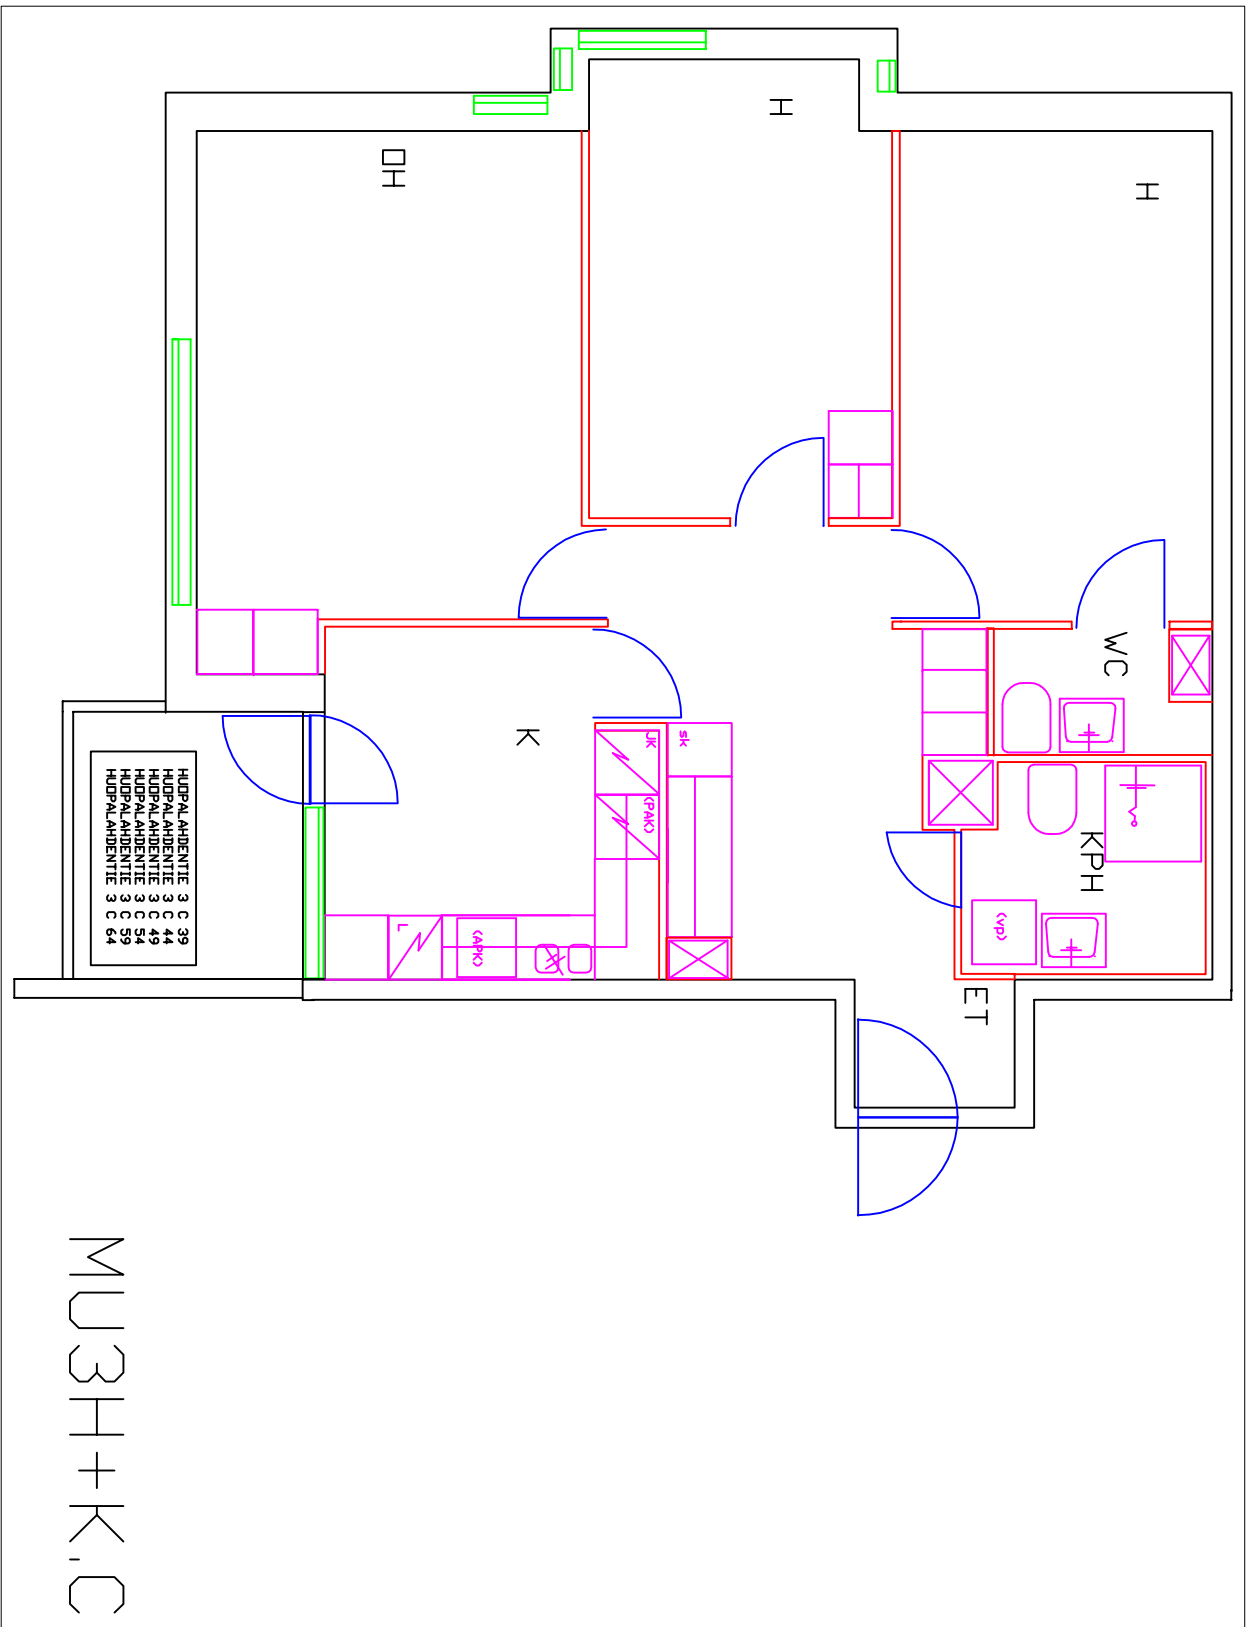 H
H
OH
WC
K
sk
JK
(PAK)
KPH
(vp)
L
(APK)
ET
HUOPALAHDENTIE 3 C 39
HUOPALAHDENTIE 3 C 44
HUOPALAHDENTIE 3 C 49
HUOPALAHDENTIE 3 C 54
HUOPALAHDENTIE 3 C 59
HUOPALAHDENTIE 3 C 64
MU3H+K.C